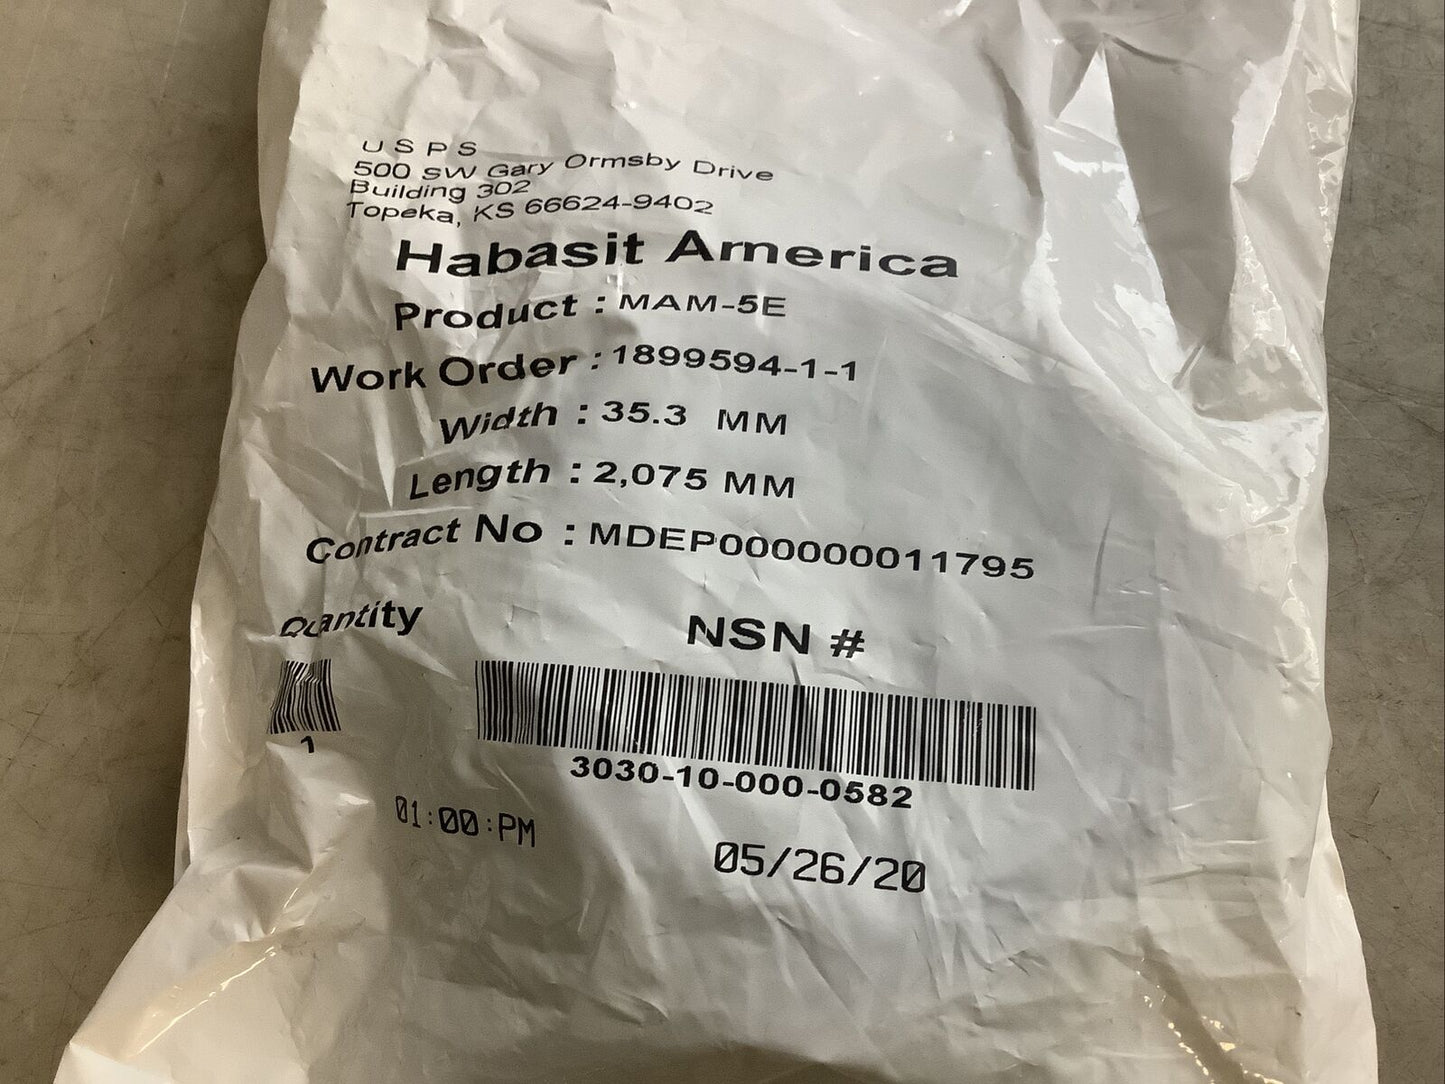 USPS
500 SW Gary Ormsby Drive
Building 302
Topeka, KS 66624-9402
Habasit America
Product : MAM-5E
Work Order : 1899594-1-1
Width : 35.3 MM
Length : 2,075 MM
Contract No : MDEP000000011795
Quantity NSN #
1 3030-10-000-0582
01:00:PM 05/26/20